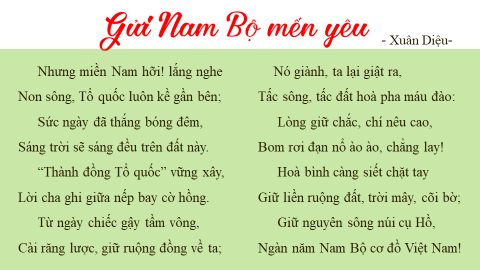 Gửi Nam Bộ mến yêu
- Xuân Diệu-
Nhưng miền Nam hỡi! lắng nghe
Non sông, Tổ quốc luôn kề gần bên;
Sức ngày đã thắng bóng đêm,
Sáng trời sẽ sáng đều trên đất này.
“Thành đồng Tổ quốc” vững xây,
Lời cha ghi giữa nếp bay cờ hồng.
Từ ngày chiếc gậy tầm vông,
Cài răng lược, giữ ruộng đồng về ta;
Nó giành, ta lại giật ra,
Tấc sông, tấc đất hoà pha máu đào:
Lòng giữ chắc, chí nêu cao,
Bom rơi đạn nổ ào ào, chẳng lay!
Hoà bình càng siết chặt tay
Giữ liền ruộng đất, trời mây, cõi bờ;
Giữ nguyên sông núi cụ Hồ,
Ngàn năm Nam Bộ cơ đồ Việt Nam!